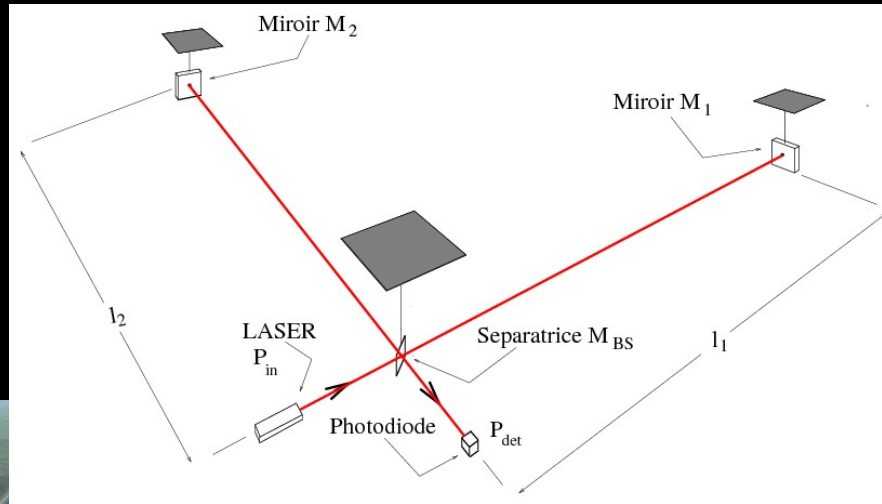 Miroir M2
Miroir M1
l2
LASER
Pin
Separatrice MBS
l1
Photodiode
Pdet